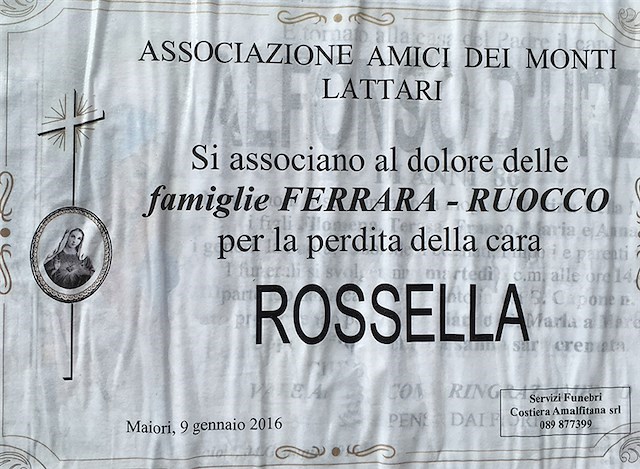 ASSOCIAZIONE AMICI DEI MONTI
LATTARI
Si associano al dolore delle
famiglie FERRARA - RUOCCO
per la perdita della cara
ROSSELLA
Maiori, 9 gennaio 2016
Servizi Funebri
Costiera Amalfitana srl
089 877399